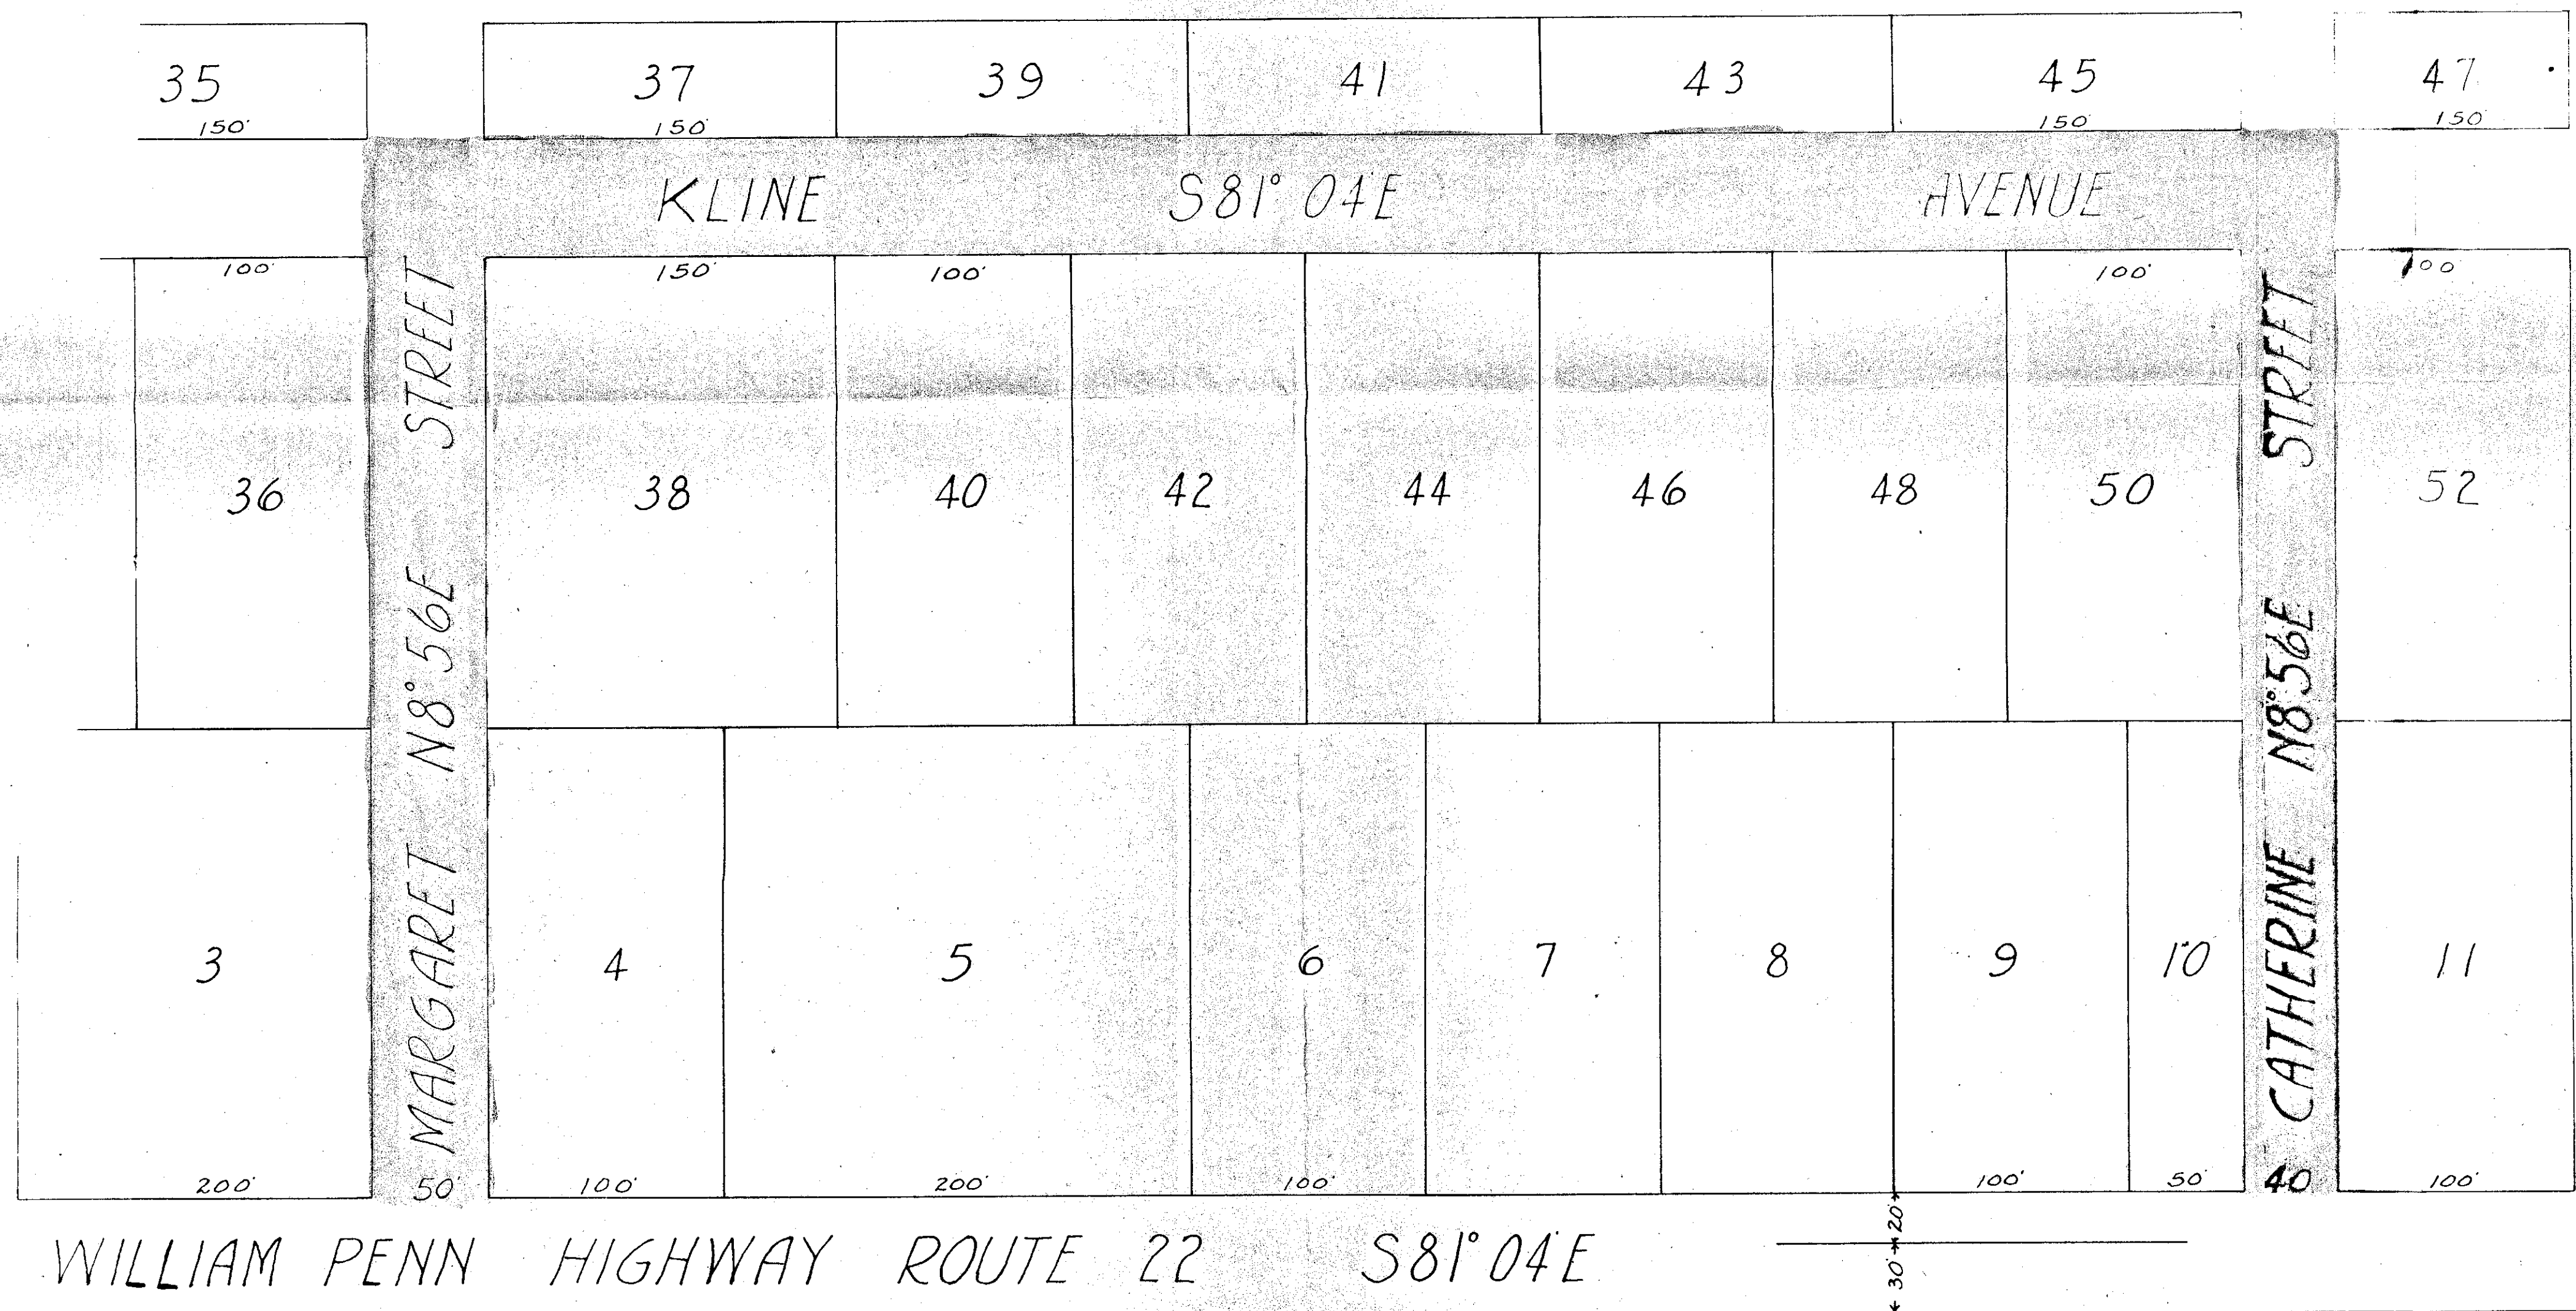 35 37 39 41 43 45 47
150' 150' 150' 150'
KLINE S81° 04'E AVENUE
100' 150' 100' 100' 100
36 38 40 42 44 46 48 50 52
MARGARET N8°56'E STREET
CATHERINE N8°56'E STREET
3 4 5 6 7 8 9 10 11
200' 50' 100' 200' 100' 100' 50' 40 100'
20'
30'
WILLIAM PENN HIGHWAY ROUTE 22 S81°04'E